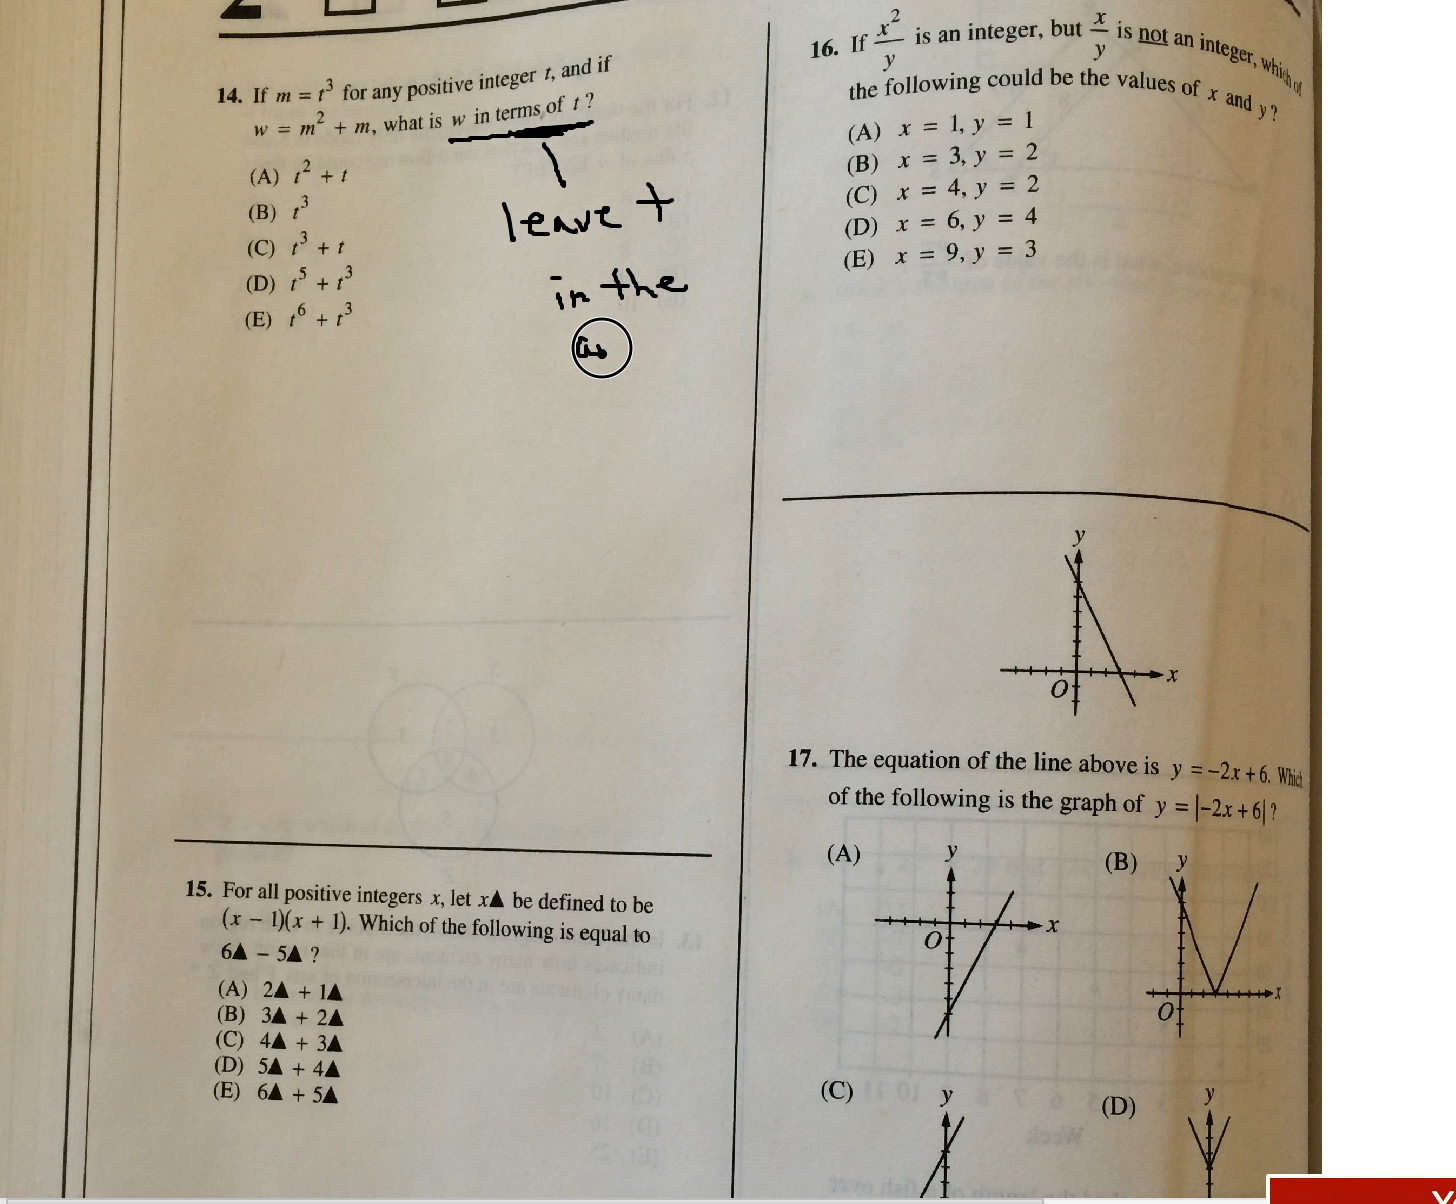 14. If m = t³ for any positive integer t, and if
w = m² + m, what is w in terms of t ?
(A) t² + t
(B) t³
(C) t³ + t
(D) t⁵ + t³
(E) t⁶ + t³
leave t
in the
15. For all positive integers x, let x▲ be defined to be
(x − 1)(x + 1). Which of the following is equal to
6▲ − 5▲ ?
(A) 2▲ + 1▲
(B) 3▲ + 2▲
(C) 4▲ + 3▲
(D) 5▲ + 4▲
(E) 6▲ + 5▲
16. If x²/y is an integer, but x/y is not an integer, which of
the following could be the values of x and y ?
(A) x = 1, y = 1
(B) x = 3, y = 2
(C) x = 4, y = 2
(D) x = 6, y = 4
(E) x = 9, y = 3
y
x
O
17. The equation of the line above is y = −2x + 6. Which
of the following is the graph of y = |−2x + 6| ?
(A) y x O
(B) y x O
(C) y
(D) y